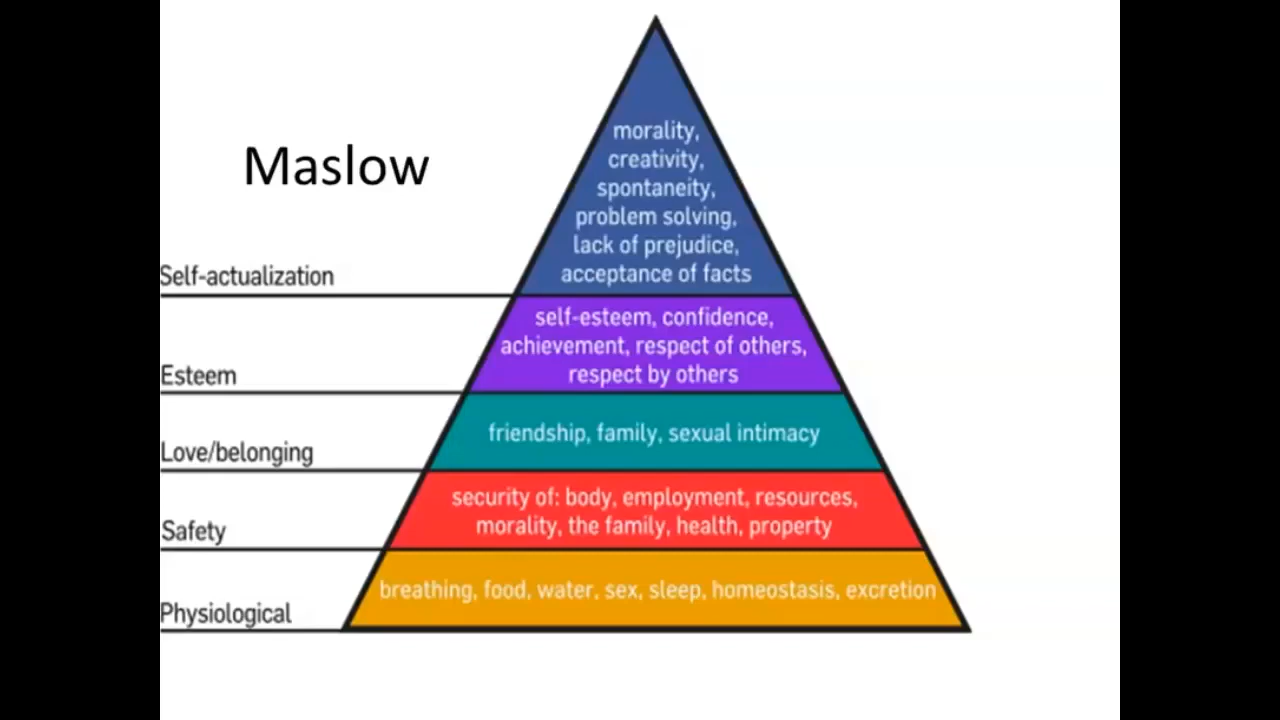 Maslow
morality,
creativity,
spontaneity,
problem solving,
lack of prejudice,
acceptance of facts
Self-actualization
self-esteem, confidence,
achievement, respect of others,
respect by others
Esteem
friendship, family, sexual intimacy
Love/belonging
security of: body, employment, resources,
morality, the family, health, property
Safety
breathing, food, water, sex, sleep, homeostasis, excretion
Physiological